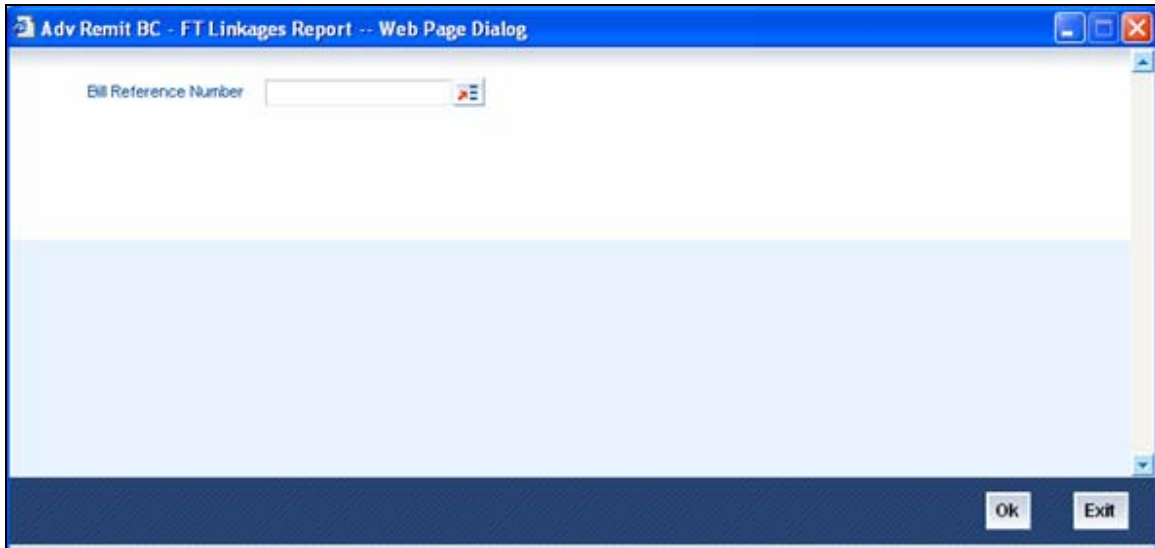 Adv Remit BC - FT Linkages Report -- Web Page Dialog
Bill Reference Number
Ok
Exit